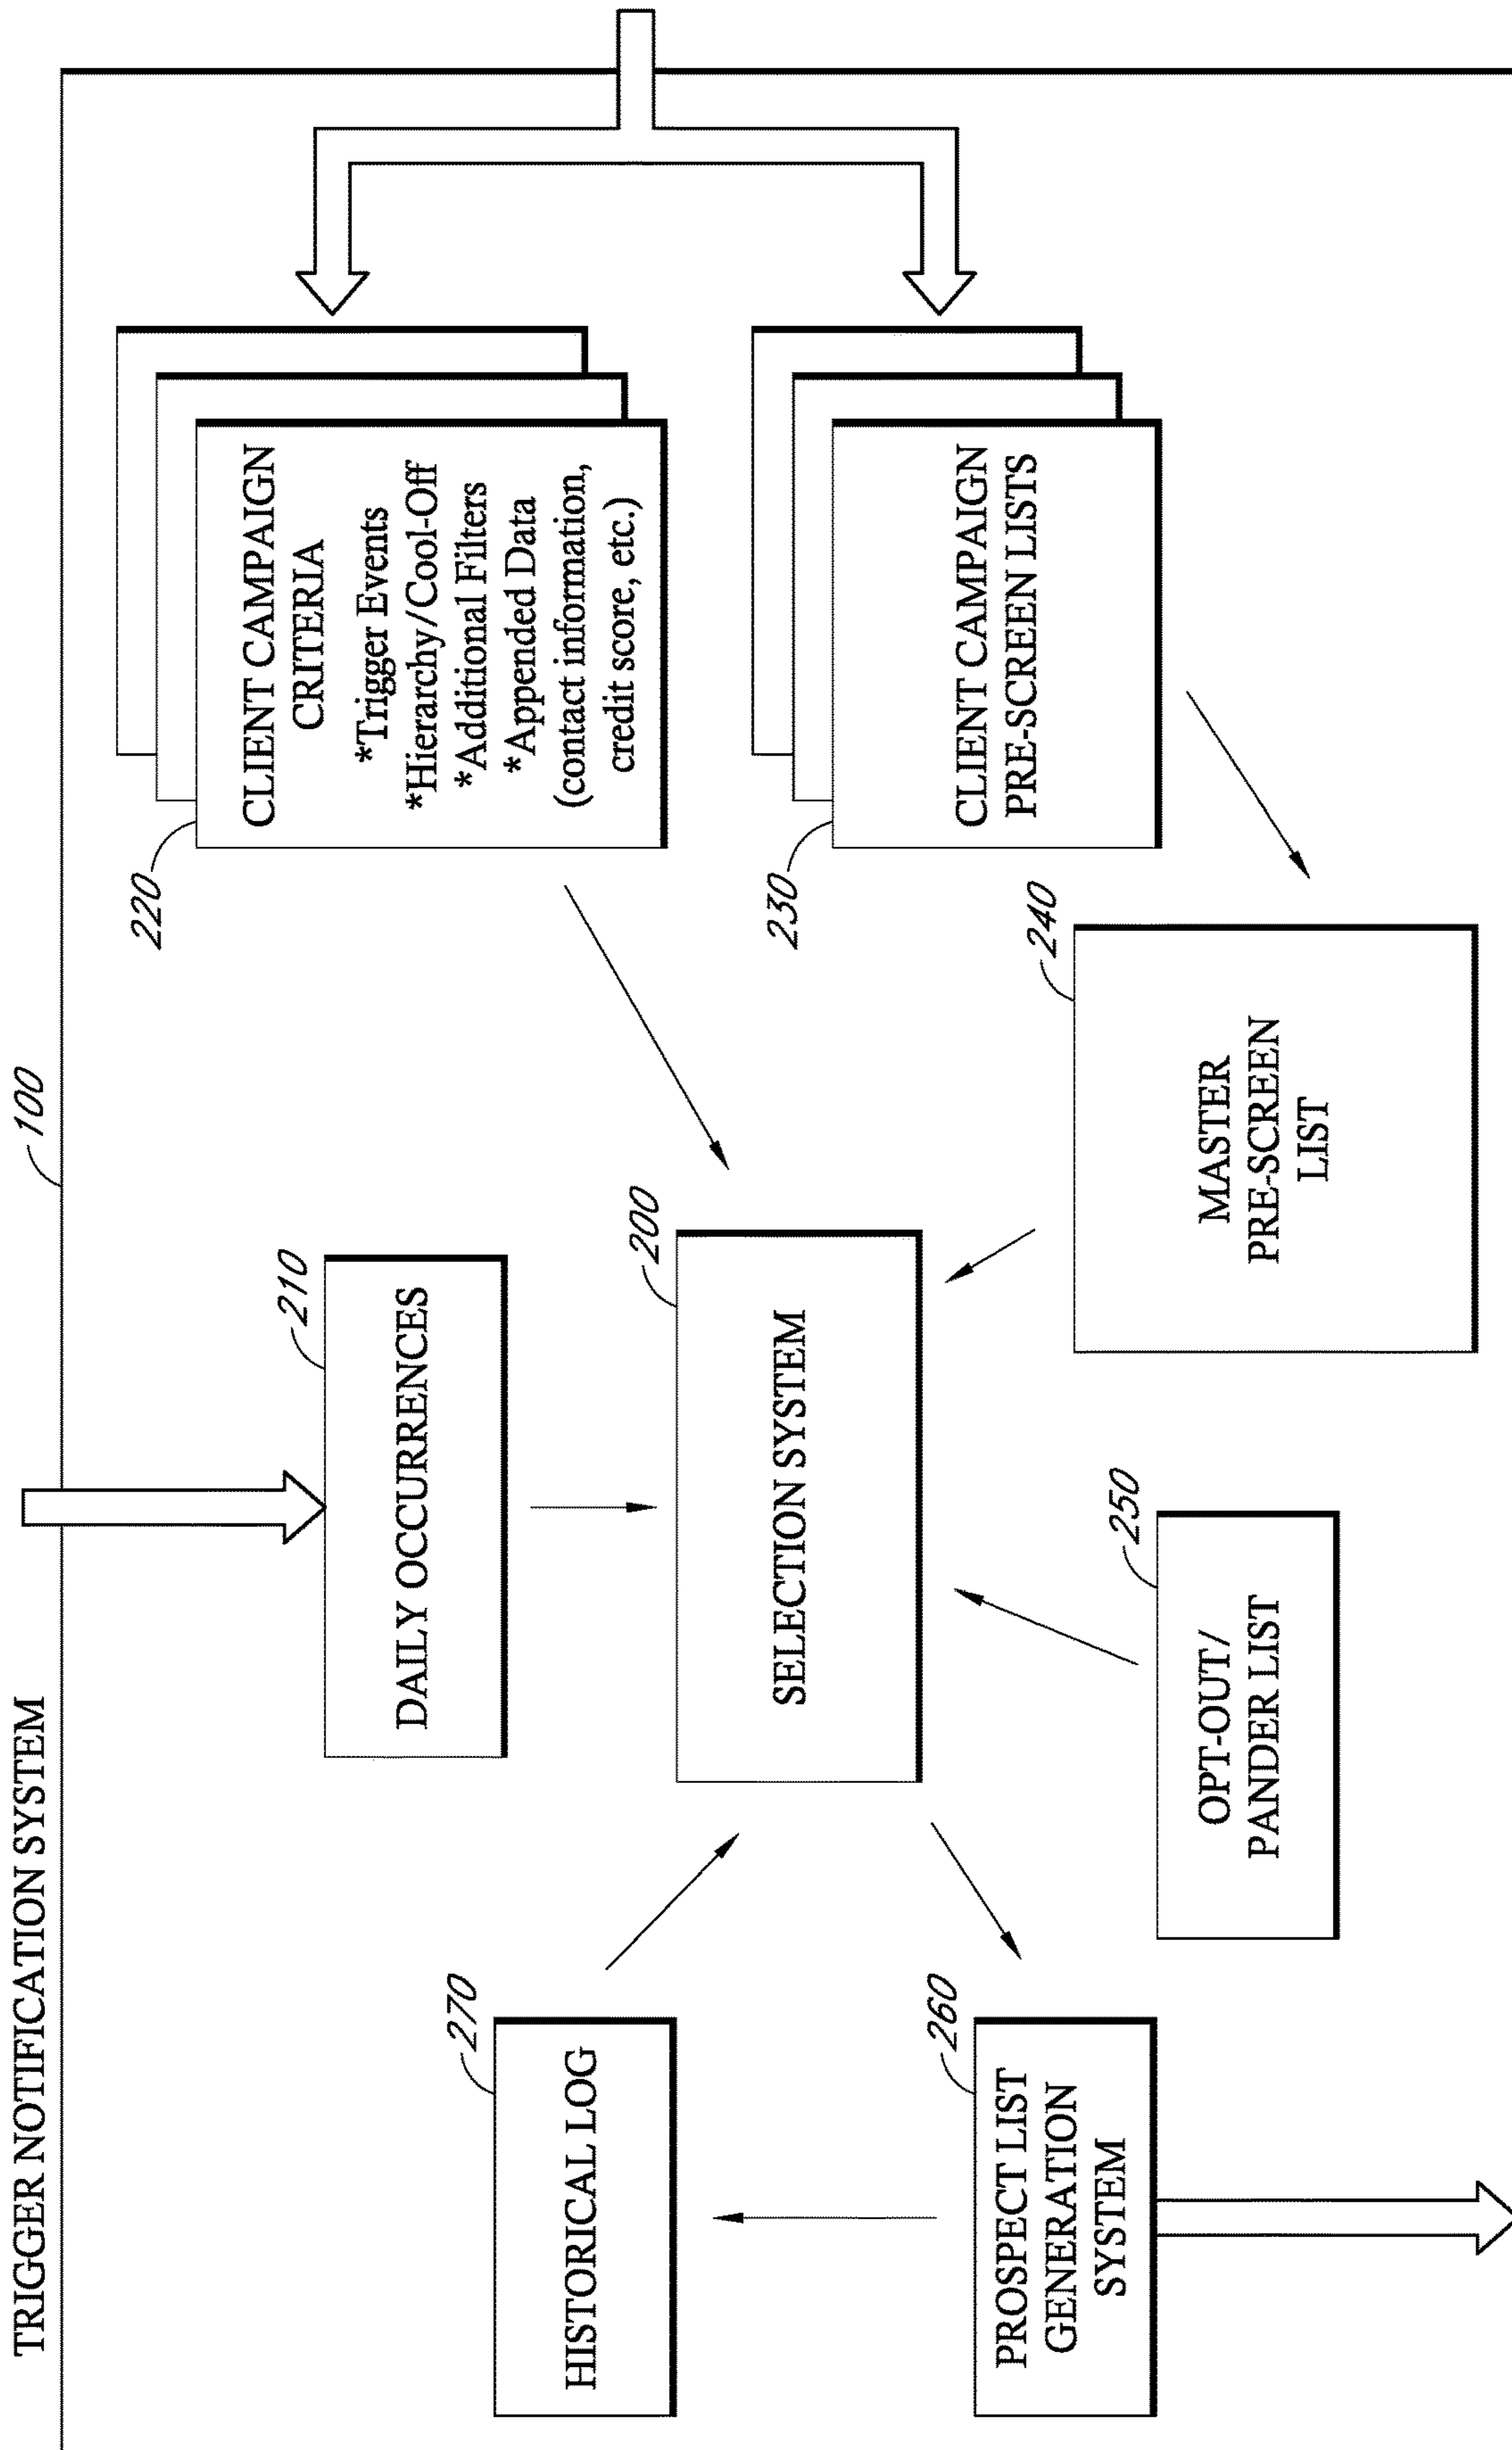 TRIGGER NOTIFICATION SYSTEM
100
DAILY OCCURRENCES
210
HISTORICAL LOG
270
SELECTION SYSTEM
200
CLIENT CAMPAIGN
CRITERIA
*Trigger Events
*Hierarchy/Cool-Off
*Additional Filters
*Appended Data
(contact information,
credit score, etc.)
220
PROSPECT LIST
GENERATION
SYSTEM
260
OPT-OUT/
PANDER LIST
250
MASTER
PRE-SCREEN
LIST
240
CLIENT CAMPAIGN
PRE-SCREEN LISTS
230